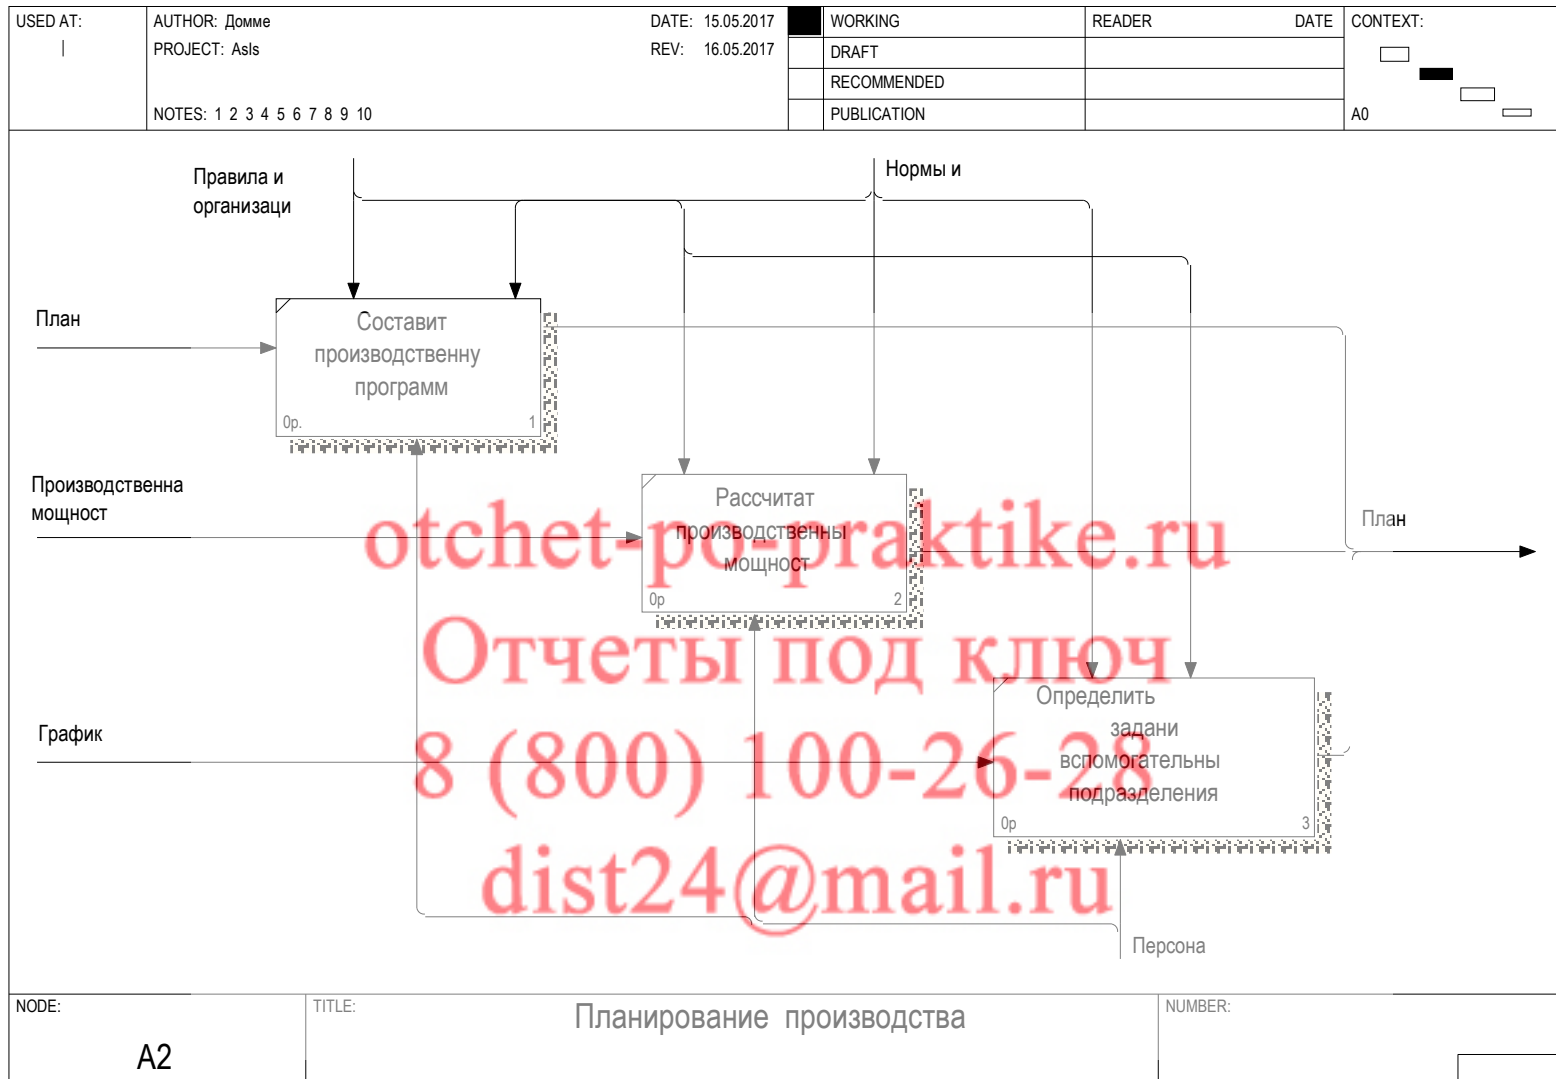 USED AT:
AUTHOR: Домме
DATE: 15.05.2017
WORKING
READER
DATE
CONTEXT:
PROJECT: AsIs
REV: 16.05.2017
DRAFT
RECOMMENDED
NOTES: 1 2 3 4 5 6 7 8 9 10
PUBLICATION
A0
Правила и
организаци
Нормы и
План
Составит
производственну
программ
0р.
1
Производственна
мощност
Рассчитат
производственны
мощност
0р
2
План
otchet-po-praktike.ru
Отчеты под ключ
8 (800) 100-26-28
dist24@mail.ru
График
Определить
задани
вспомогательны
подразделения
0р
3
Персона
NODE:
TITLE:
Планирование производства
NUMBER:
A2